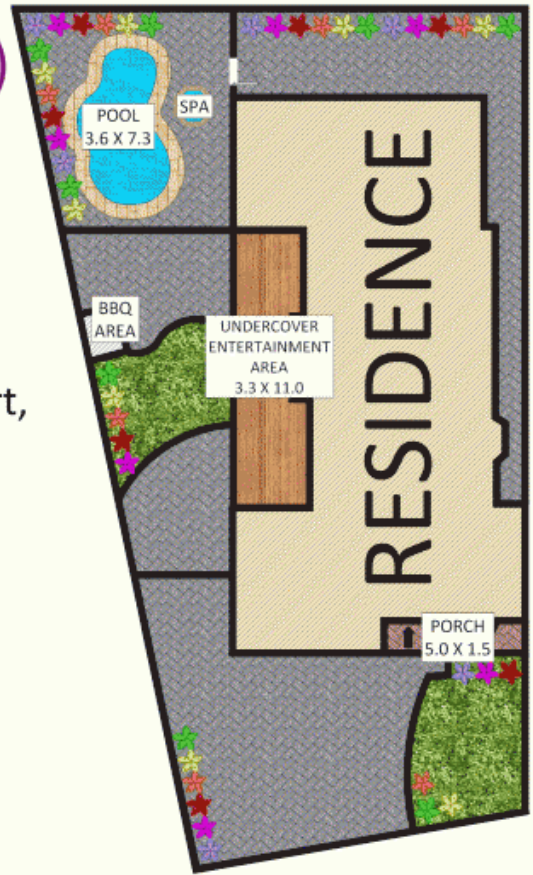 POOL
3.6 X 7.3
SPA
BBQ
AREA
UNDERCOVER
ENTERTAINMENT
AREA
3.3 X 11.0
rt,
RESIDENCE
PORCH
5.0 X 1.5